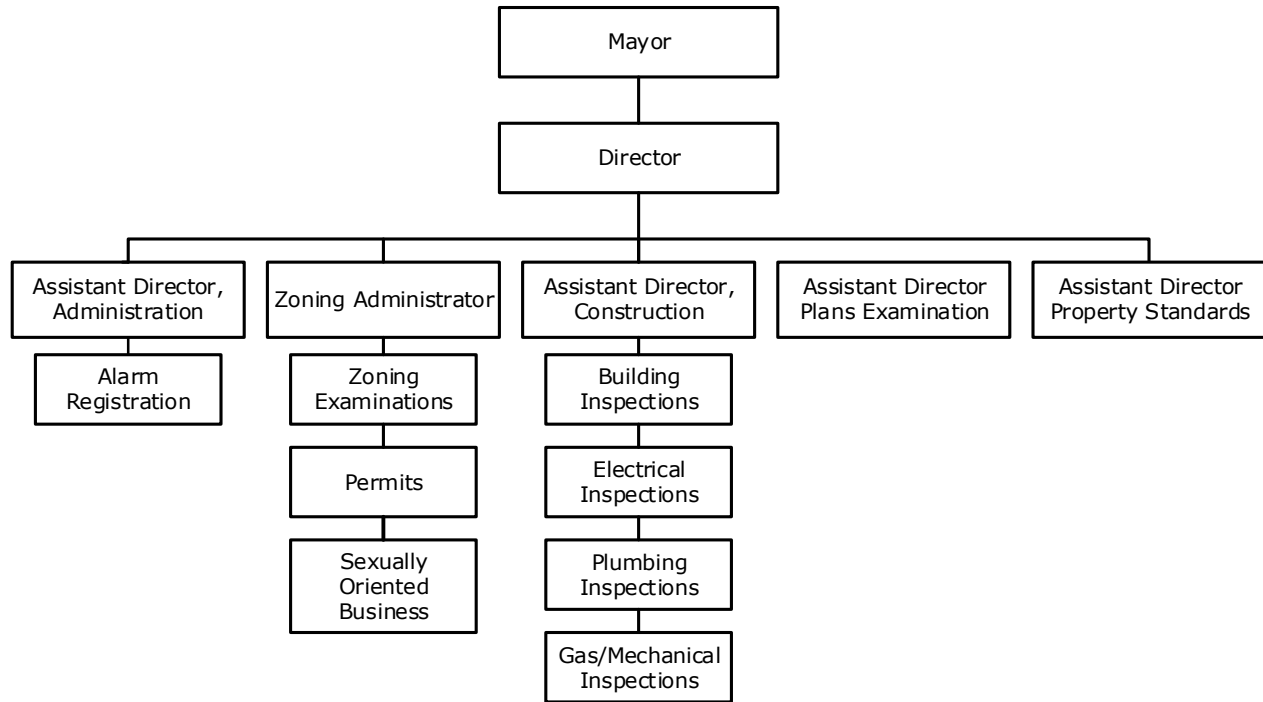 Mayor
Director
Assistant Director,
Administration
Zoning Administrator
Assistant Director,
Construction
Assistant Director
Plans Examination
Assistant Director
Property Standards
Alarm
Registration
Zoning
Examinations
Building
Inspections
Permits
Electrical
Inspections
Sexually
Oriented
Business
Plumbing
Inspections
Gas/Mechanical
Inspections